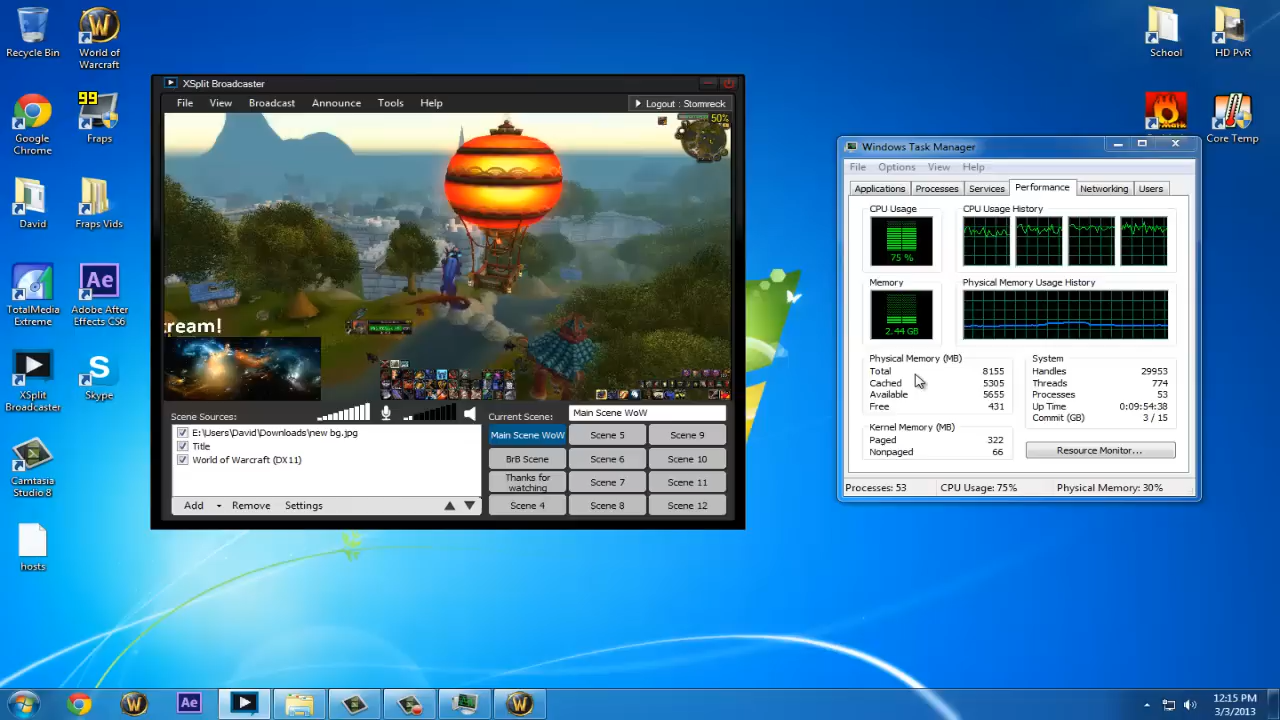 Recycle Bin
World of
Warcraft
Google
Chrome
99
Fraps
David
Fraps Vids
TotalMedia
Extreme
Ae
Adobe After
Effects CS6
XSplit
Broadcaster
S
Skype
Camtasia
Studio 8
hosts
School
HD PvR
Core Temp
XSplit Broadcaster
File
View
Broadcast
Announce
Tools
Help
Logout : Stomreck
50%
tream!
Scene Sources:
E:\Users\David\Downloads\new bg.jpg
Title
World of Warcraft (DX11)
Add
Remove
Settings
Current Scene:
Main Scene WoW
Main Scene WoW
Scene 5
Scene 9
BrB Scene
Scene 6
Scene 10
Thanks for
watching
Scene 7
Scene 11
Scene 4
Scene 8
Scene 12
Windows Task Manager
File
Options
View
Help
Applications
Processes
Services
Performance
Networking
Users
CPU Usage
CPU Usage History
75 %
Memory
Physical Memory Usage History
2.44 GB
Physical Memory (MB)
Total 8155
Cached 5305
Available 5655
Free 431
Kernel Memory (MB)
Paged 322
Nonpaged 66
System
Handles 29953
Threads 774
Processes 53
Up Time 0:09:54:38
Commit (GB) 3 / 15
Resource Monitor...
Processes: 53
CPU Usage: 75%
Physical Memory: 30%
Ae
12:15 PM
3/3/2013